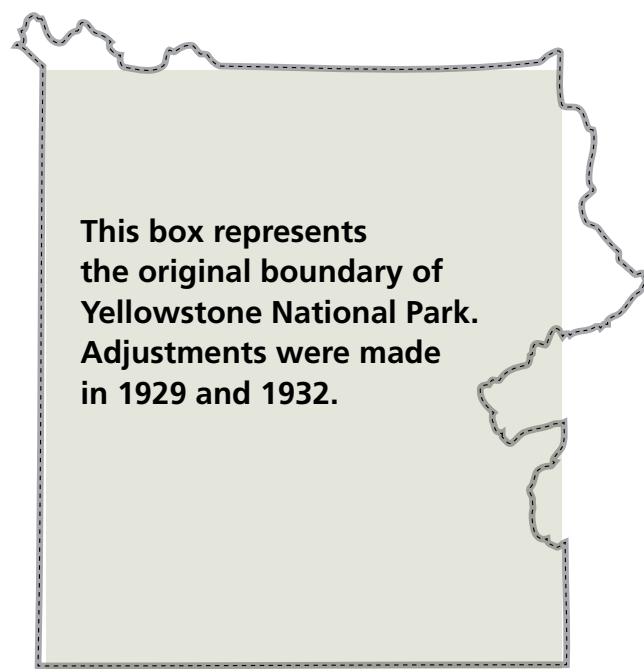 This box represents
the original boundary of
Yellowstone National Park.
Adjustments were made
in 1929 and 1932.